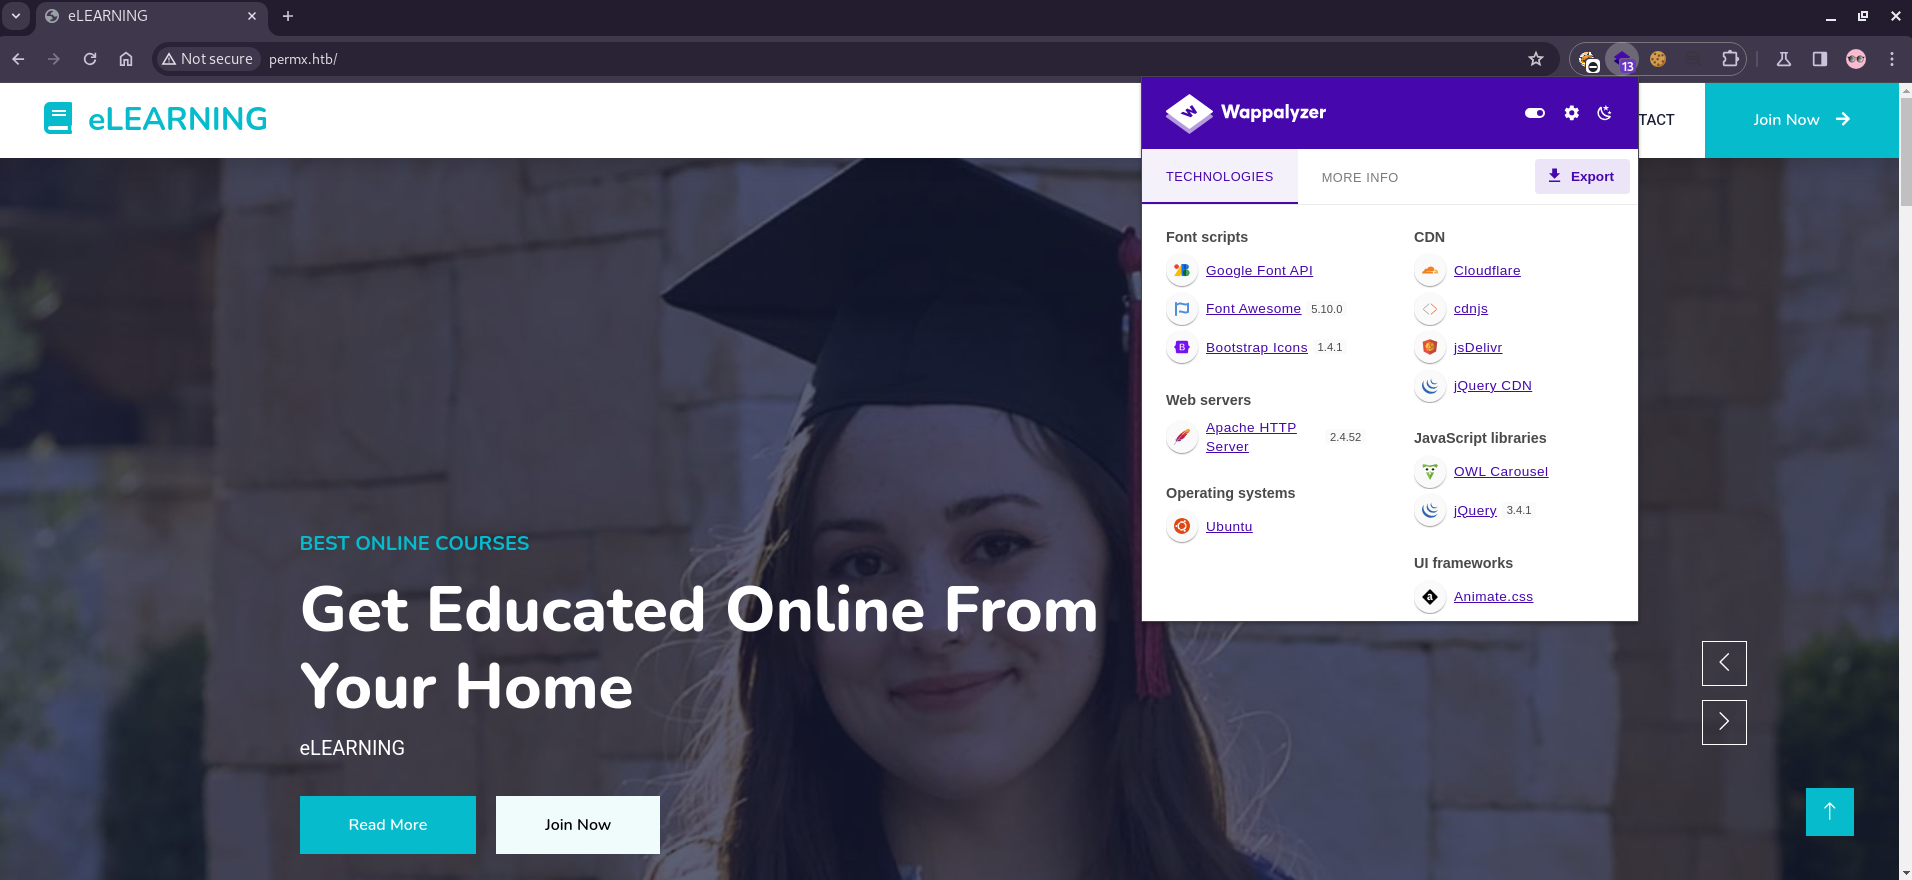 eLEARNING
Not secure
permx.htb/
13
eLEARNING
TACT
Join Now
Wappalyzer
TECHNOLOGIES
MORE INFO
Export
Font scripts
Google Font API
Font Awesome 5.10.0
Bootstrap Icons 1.4.1
Web servers
Apache HTTP
Server
2.4.52
Operating systems
Ubuntu
CDN
Cloudflare
cdnjs
jsDelivr
jQuery CDN
JavaScript libraries
OWL Carousel
jQuery 3.4.1
UI frameworks
Animate.css
BEST ONLINE COURSES
Get Educated Online From
Your Home
eLEARNING
Read More
Join Now